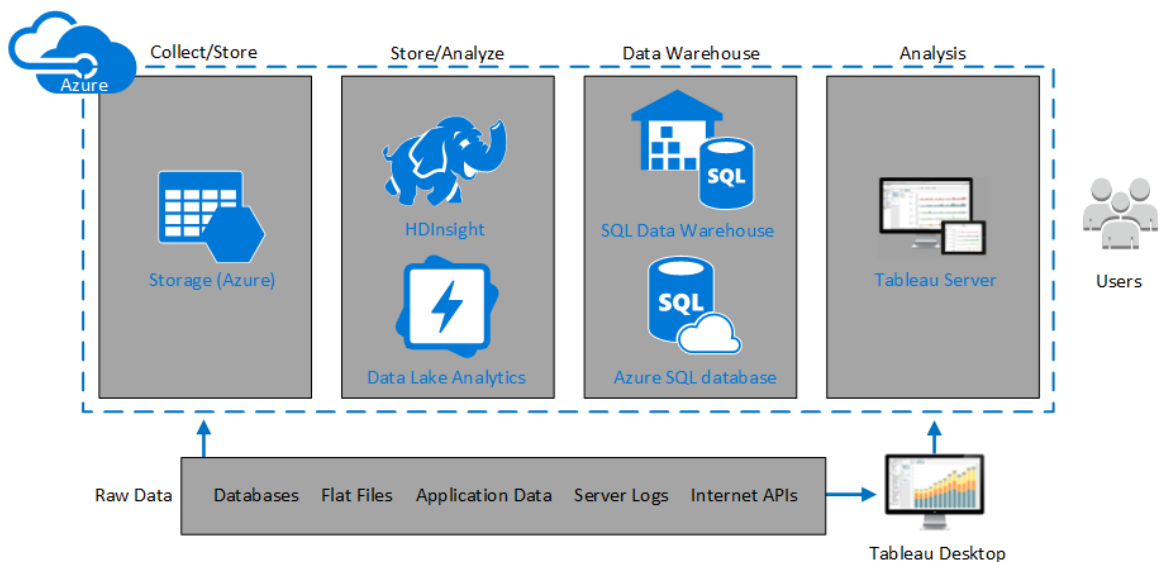 Azure
Collect/Store
Store/Analyze
Data Warehouse
Analysis
Storage (Azure)
HDInsight
Data Lake Analytics
SQL
SQL Data Warehouse
SQL
Azure SQL database
Tableau Server
Users
Raw Data
Databases
Flat Files
Application Data
Server Logs
Internet APIs
Tableau Desktop